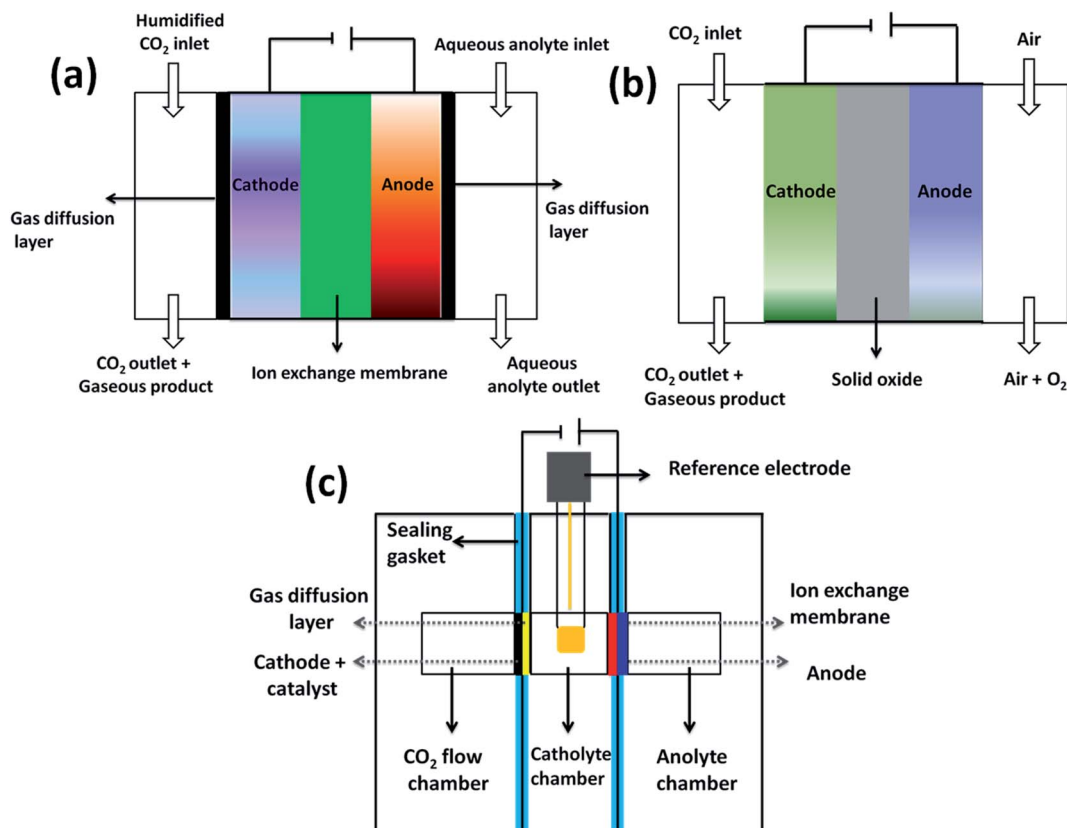 (a)
Humidified
CO₂ inlet
Aqueous anolyte inlet
Cathode
Anode
Gas diffusion
layer
Gas diffusion
layer
CO₂ outlet +
Gaseous product
Ion exchange membrane
Aqueous
anolyte outlet
(b)
CO₂ inlet
Air
Cathode
Anode
CO₂ outlet +
Gaseous product
Solid oxide
Air + O₂
(c)
Reference electrode
Sealing
gasket
Gas diffusion
layer
Ion exchange
membrane
Cathode +
catalyst
Anode
CO₂ flow
chamber
Catholyte
chamber
Anolyte
chamber